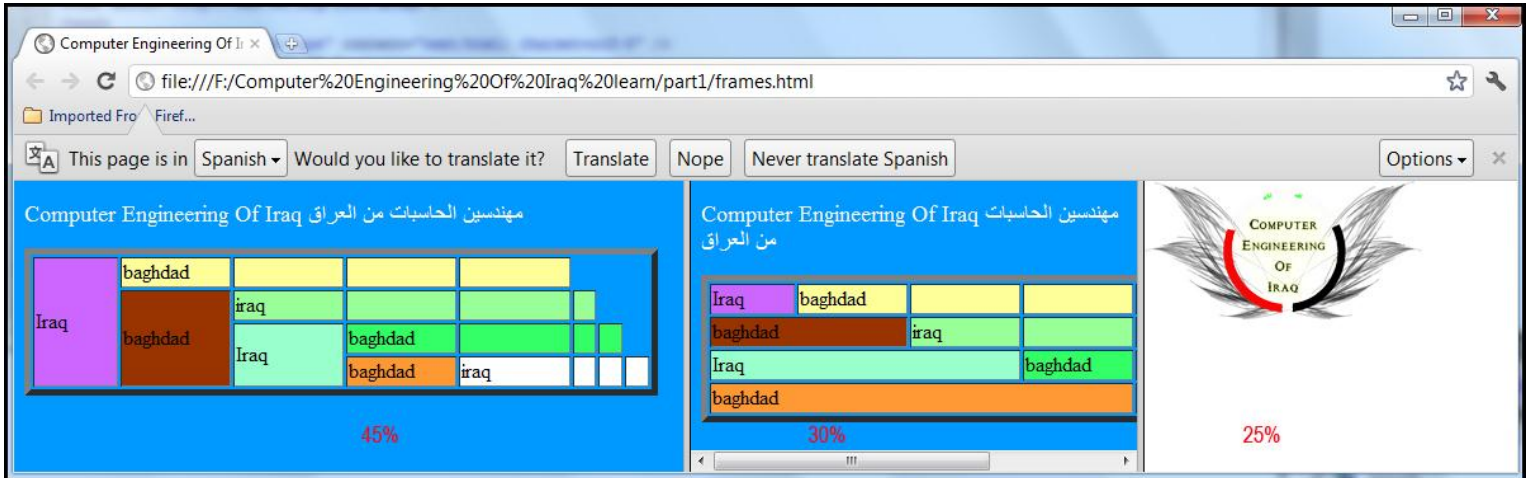 Computer Engineering Of I
file:///F:/Computer%20Engineering%20Of%20Iraq%20learn/part1/frames.html
Imported Fro Firef...
This page is in Spanish Would you like to translate it? Translate Nope Never translate Spanish Options
Computer Engineering Of Iraq مهندسين الحاسبات من العراق
Iraq
baghdad
baghdad
iraq
Iraq
baghdad
baghdad
iraq
45%
Computer Engineering Of Iraq مهندسين الحاسبات
من العراق
Iraq baghdad
baghdad iraq
Iraq baghdad
baghdad
30%
COMPUTER
ENGINEERING
OF
IRAQ
25%